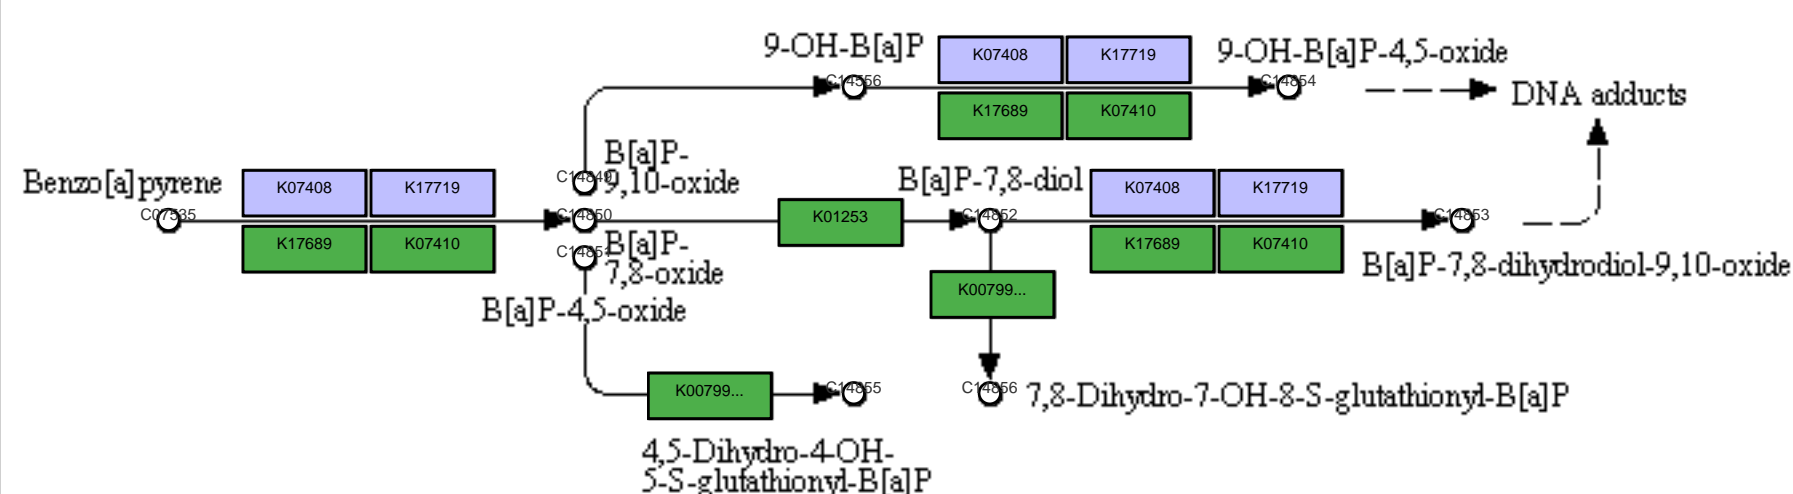 9-OH-B[a]P
K07408
K17719
9-OH-B[a]P-4,5-oxide
C14556
C14854
DNA adducts
K17689
K07410
Benzo[a]pyrene
K07408
K17719
B[a]P-
9,10-oxide
C14849
B[a]P-7,8-diol
K07408
K17719
C07535
C14850
K01253
C14852
C14853
K17689
K07410
B[a]P-
7,8-oxide
C14851
K17689
K07410
B[a]P-7,8-dihydrodiol-9,10-oxide
B[a]P-4,5-oxide
K00799...
K00799...
C14855
C14856
7,8-Dihydro-7-OH-8-S-glutathionyl-B[a]P
4,5-Dihydro-4-OH-
5-S-glutathionyl-B[a]P